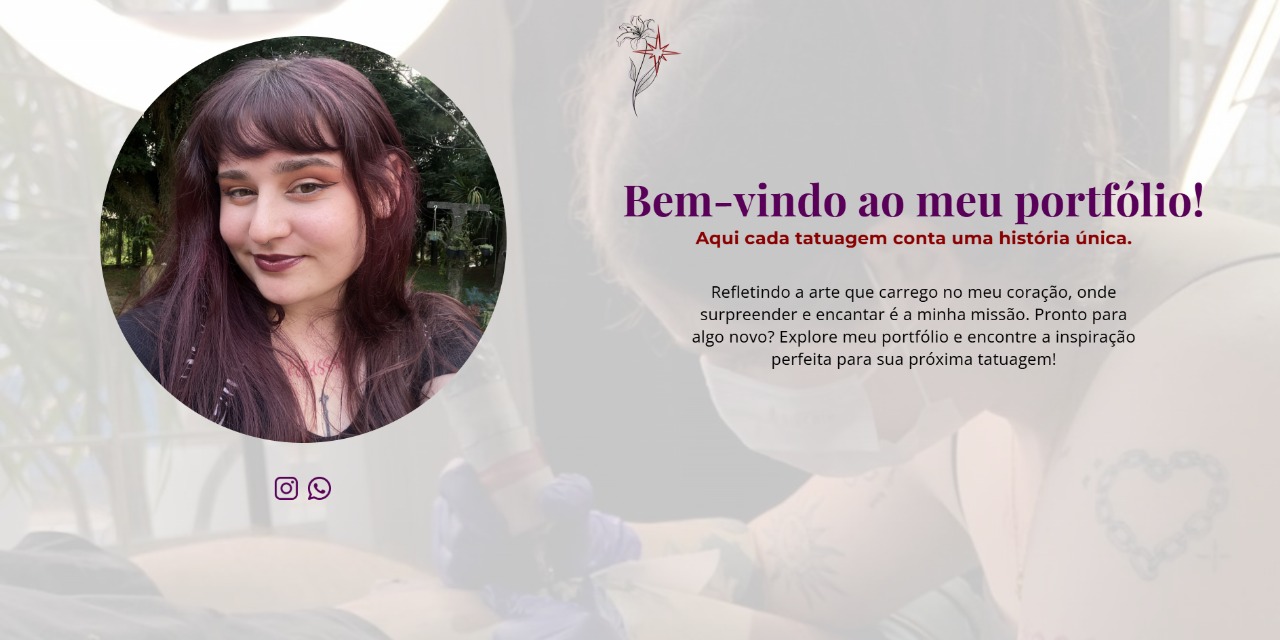 Bem-vindo ao meu portfólio!
Aqui cada tatuagem conta uma história única.
Refletindo a arte que carrego no meu coração, onde
surpreender e encantar é a minha missão. Pronto para
algo novo? Explore meu portfólio e encontre a inspiração
perfeita para sua próxima tatuagem!